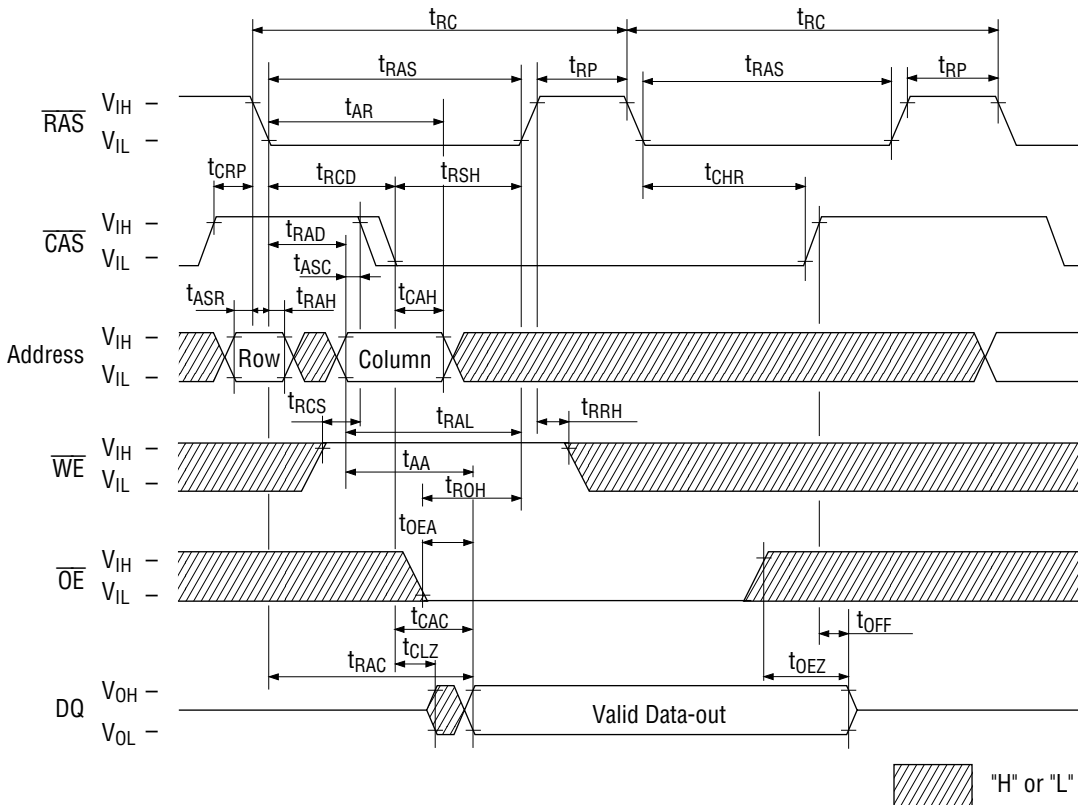 tRC tRC
tRAS tRP tRAS tRP
RAS VIH – tAR
VIL –
tCRP tRCD tRSH tCHR
CAS VIH –
VIL – tRAD
tASC
tASR tRAH tCAH
Address VIH – Row Column
VIL –
tRCS tRAL tRRH
WE VIH –
VIL – tAA
tROH
tOEA
OE VIH –
VIL –
tCAC tOFF
tCLZ
tRAC tOEZ
DQ VOH –
VOL – Valid Data-out
"H" or "L"